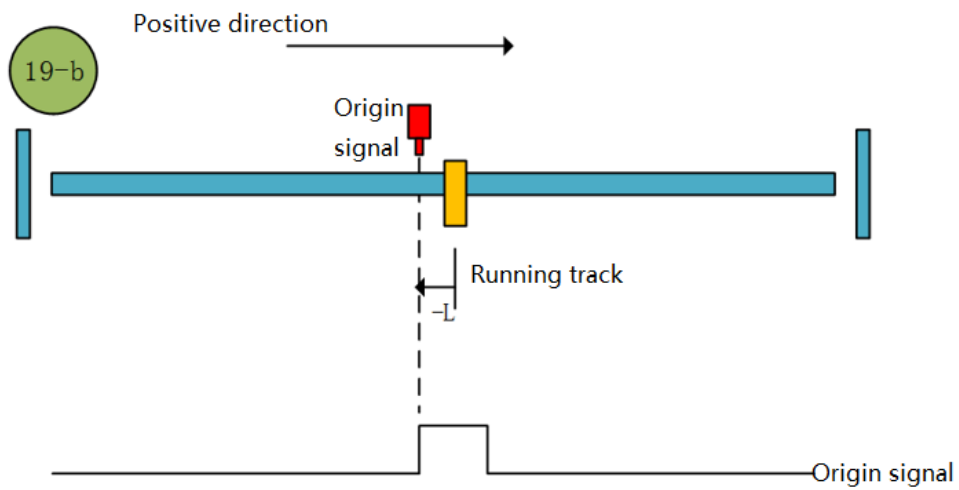 Positive direction
19-b
Origin
signal
Running track
-L
Origin signal